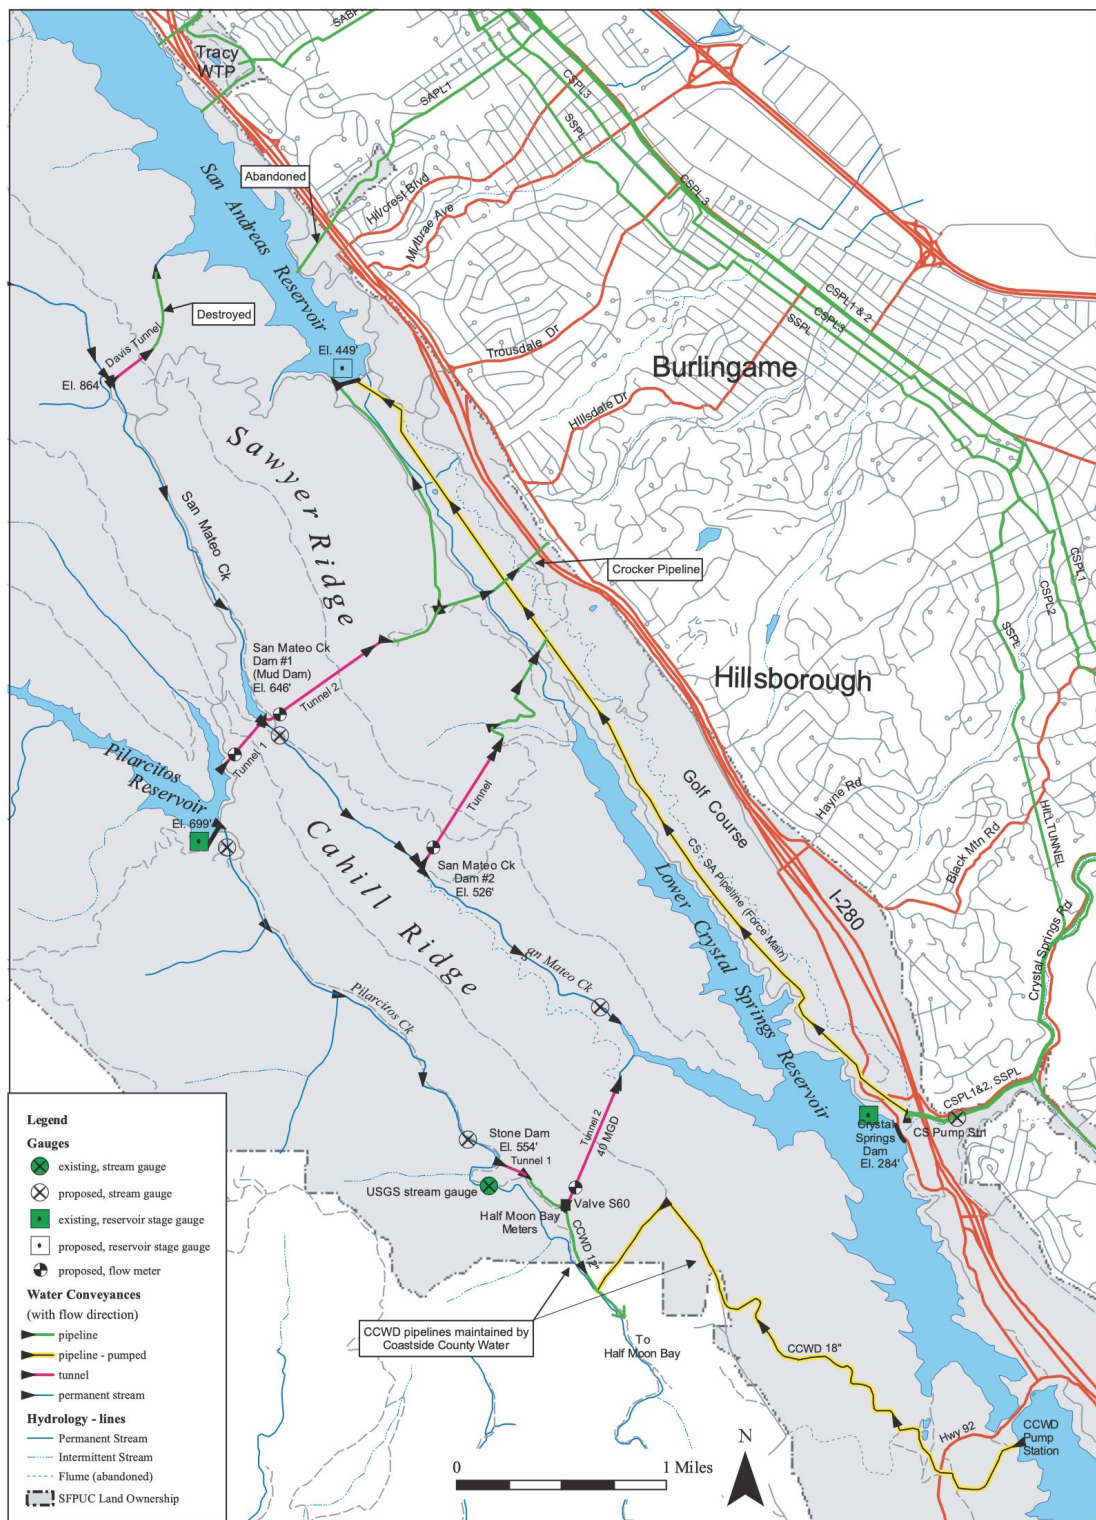 SABPL
Tracy
WTP
SAPL1
CSPL3
SSPL
Abandoned
San Andreas Reservoir
Hillcrest Blvd
Millbrae Ave
CSPL 3
Davis Tunnel
Destroyed
El. 864'
El. 449'
Trousdale Dr
CSPL1 & 2
CSPL3
SSPL
Burlingame
HIllsdale Dr
Sawyer Ridge
San Mateo Ck
Crocker Pipeline
CSPL1
CSPL2
SSPL
San Mateo Ck
Dam #1
(Mud Dam)
El. 646'
Tunnel 2
Hillsborough
Tunnel 1
Pilarcitos
Reservoir
El. 699'
Tunnel
Golf Course
Hayne Rd
HILLTUNNEL
Black Mtn Rd
San Mateo Ck
Dam #2
El. 526'
Cahill Ridge
CS - SA Pipeline (Force Main)
I-280
Lower Crystal Springs Reservoir
Crystal Springs Rd
an Mateo Ck
Pilarcitos Ck
CSPL1&2, SSPL
CS Pump Stn
Crystal
Springs
Dam
El. 284'
Stone Dam
El. 554'
Tunnel 1
Tunnel 2
40 MGD
USGS stream gauge
Valve S60
Half Moon Bay
Meters
CCWD 12"
CCWD pipelines maintained by
Coastside County Water
To
Half Moon Bay
CCWD 18"
Hwy 92
CCWD
Pump
Station
Legend
Gauges
existing, stream gauge
proposed, stream gauge
existing, reservoir stage gauge
proposed, reservoir stage gauge
proposed, flow meter
Water Conveyances
(with flow direction)
pipeline
pipeline - pumped
tunnel
permanent stream
Hydrology - lines
Permanent Stream
Intermittent Stream
Flume (abandoned)
SFPUC Land Ownership
0
1 Miles
N